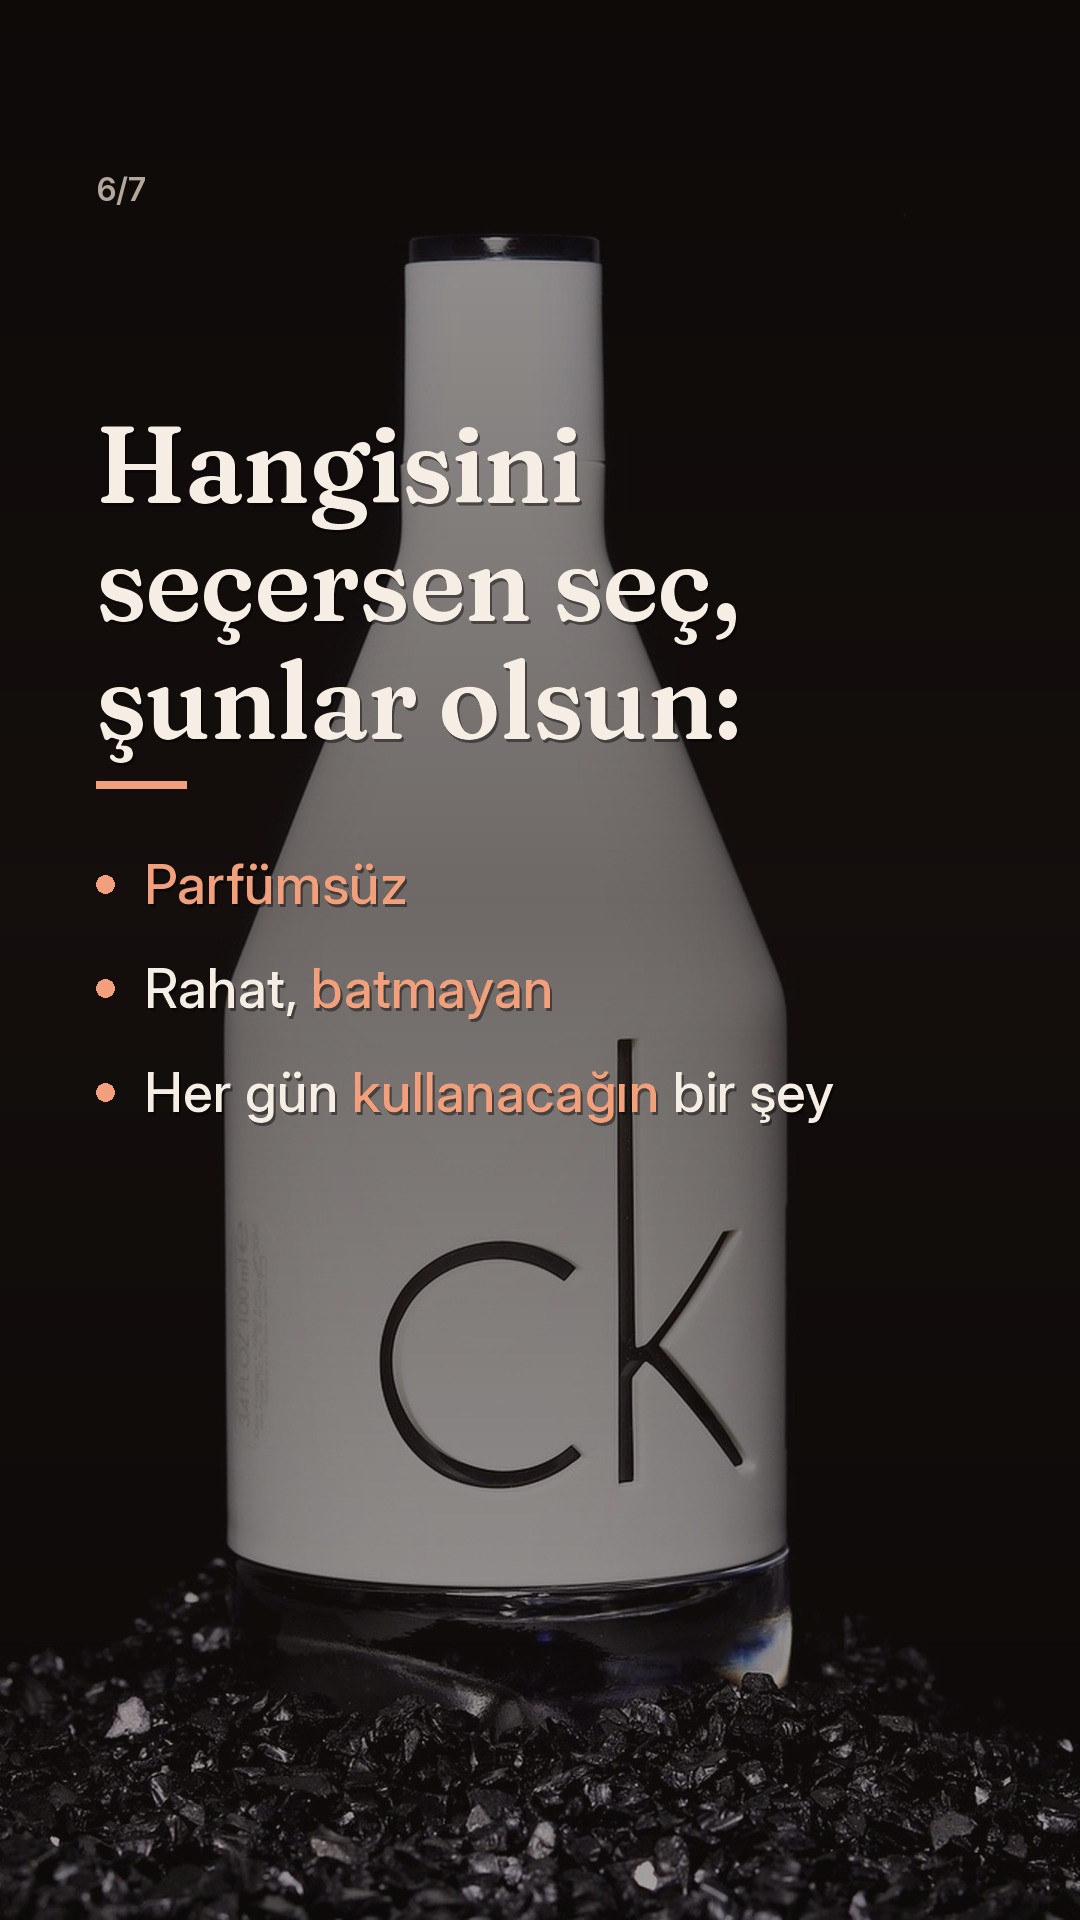 6/7
Hangisini
seçersen seç,
şunlar olsun:
• Parfümsüz
• Rahat, batmayan
• Her gün kullanacağın bir şey
ck